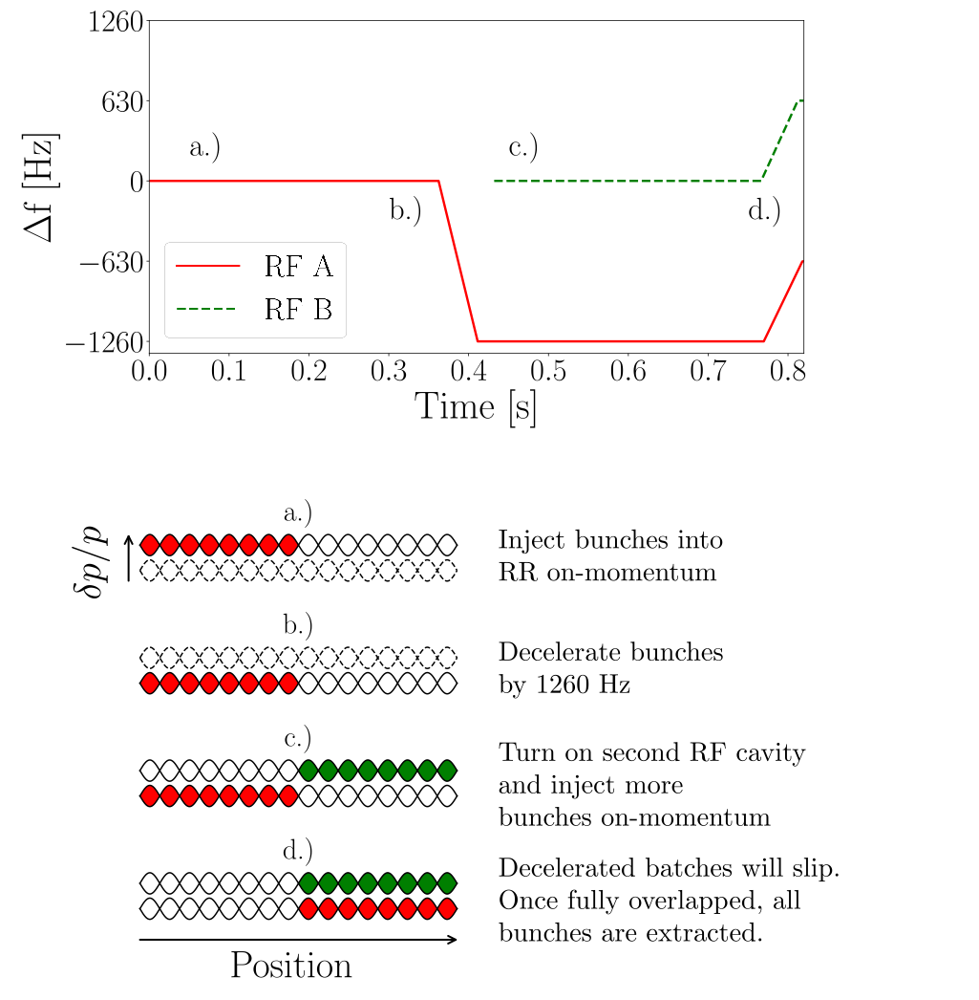 1260
630
0
−630
−1260
Δf [Hz]
a.)
b.)
c.)
d.)
RF A
RF B
0.0 0.1 0.2 0.3 0.4 0.5 0.6 0.7 0.8
Time [s]
δp/p
a.)
Inject bunches into
RR on-momentum
b.)
Decelerate bunches
by 1260 Hz
c.)
Turn on second RF cavity
and inject more
bunches on-momentum
d.)
Decelerated batches will slip.
Once fully overlapped, all
bunches are extracted.
Position